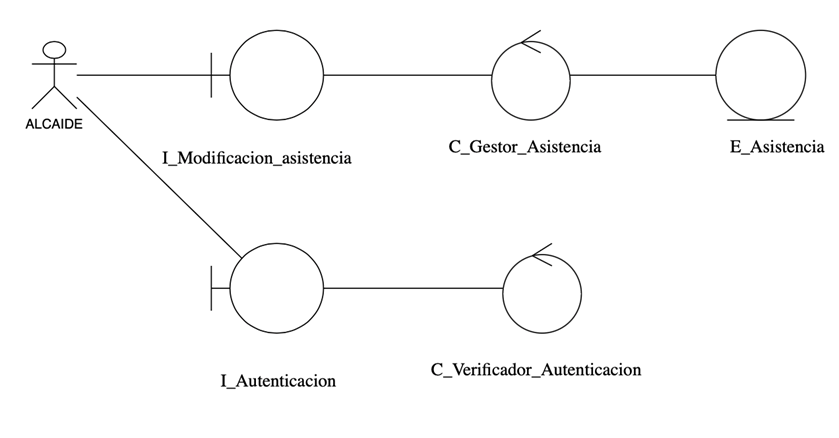 ALCAIDE
I_Modificacion_asistencia
C_Gestor_Asistencia
E_Asistencia
I_Autenticacion
C_Verificador_Autenticacion